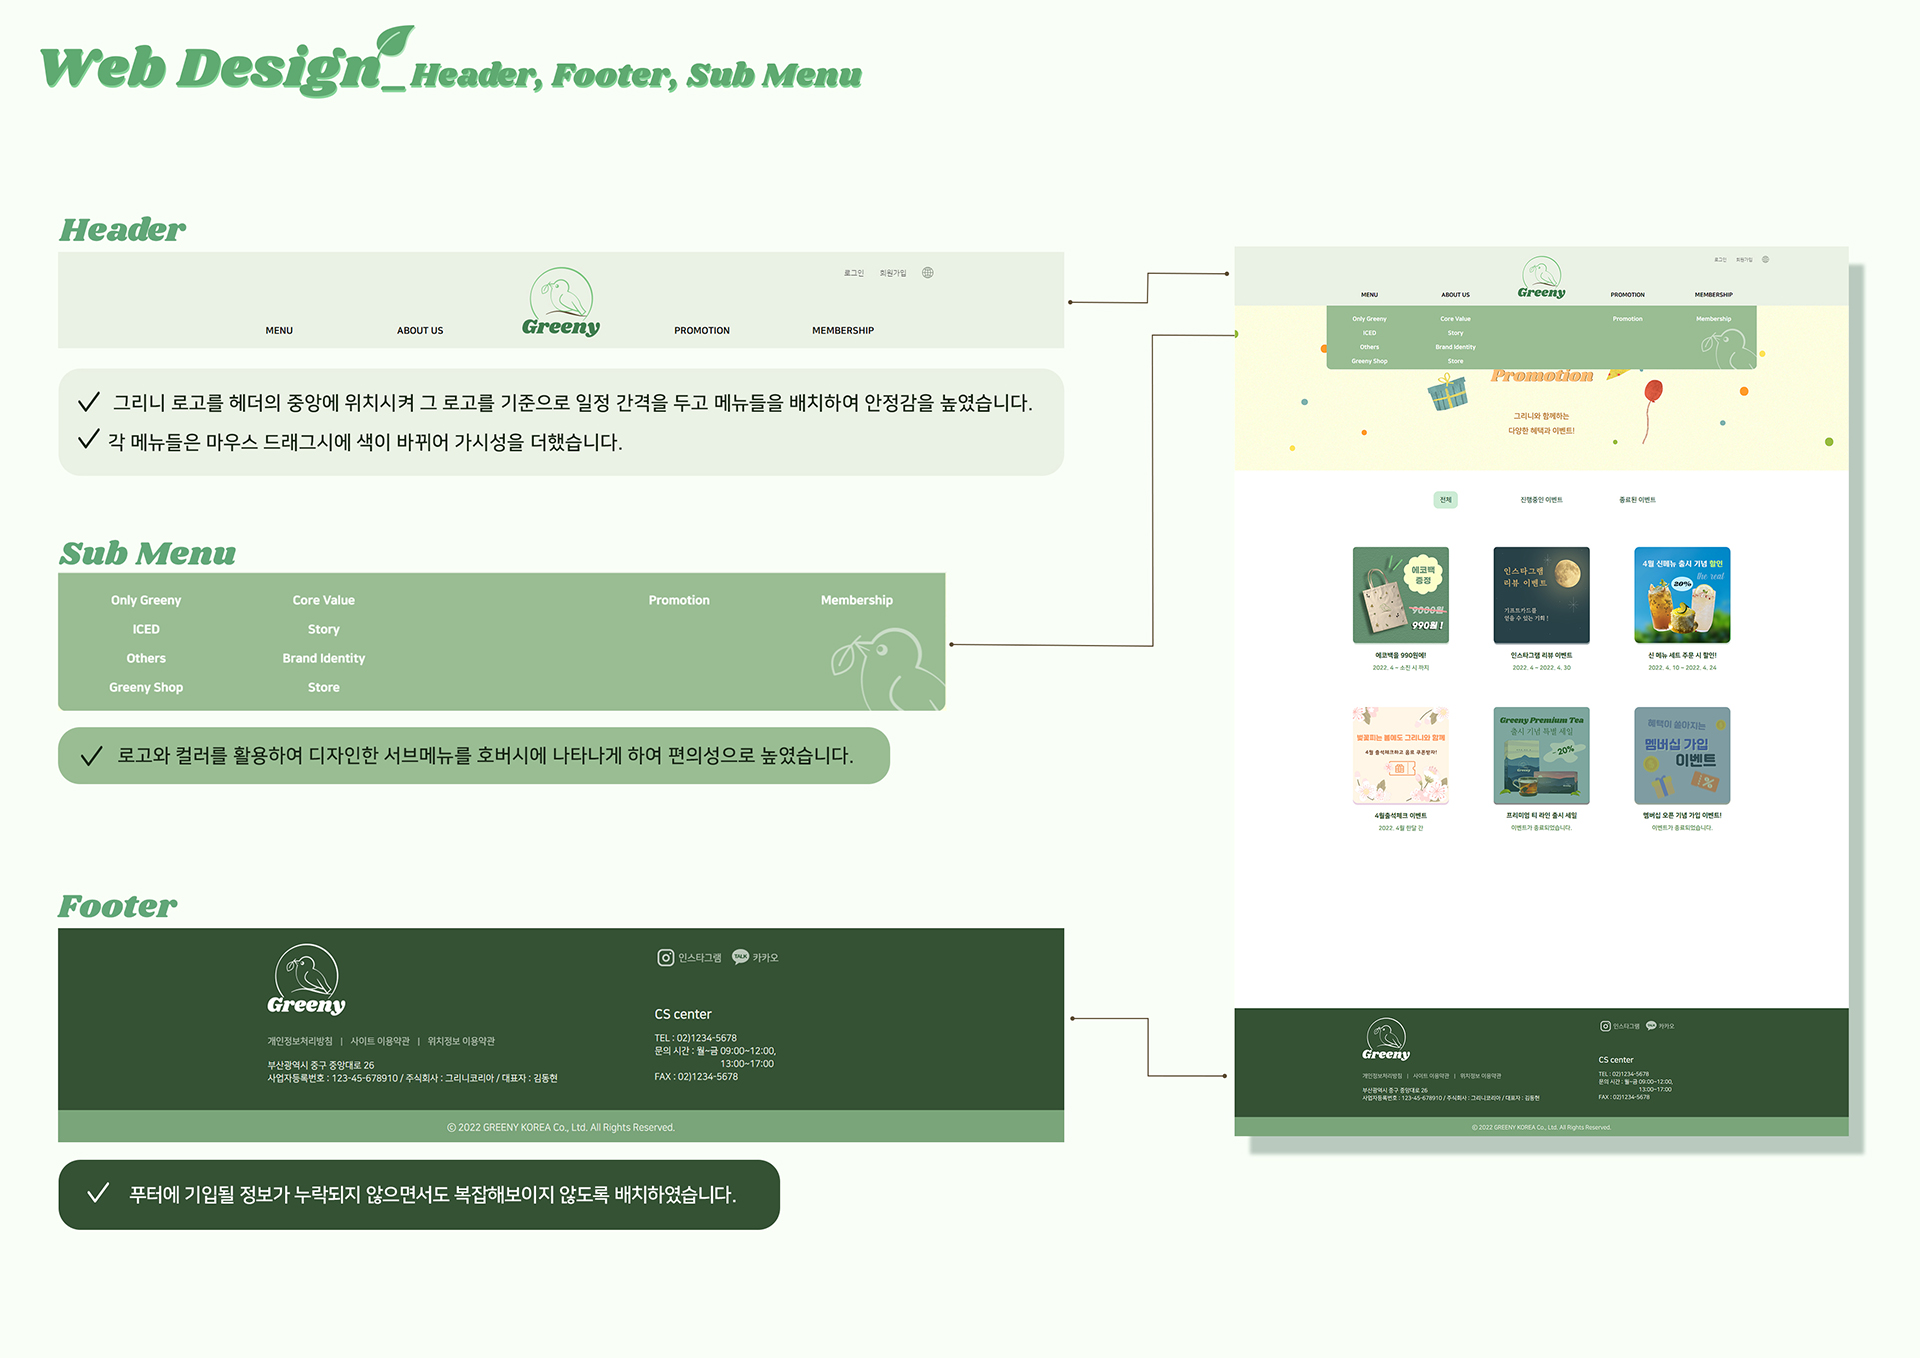 Web Design_Header, Footer, Sub Menu
Header
로그인 회원가입
Greeny
MENU ABOUT US PROMOTION MEMBERSHIP
그리니 로고를 헤더의 중앙에 위치시켜 그 로고를 기준으로 일정 간격을 두고 메뉴들을 배치하여 안정감을 높였습니다.
각 메뉴들은 마우스 드래그시에 색이 바뀌어 가시성을 더했습니다.
Sub Menu
Only Greeny Core Value Promotion Membership
ICED Story
Others Brand Identity
Greeny Shop Store
로고와 컬러를 활용하여 디자인한 서브메뉴를 호버시에 나타나게 하여 편의성으로 높였습니다.
Footer
Greeny
인스타그램 TALK 카카오
개인정보처리방침 | 사이트 이용약관 | 위치정보 이용약관
부산광역시 중구 중앙대로 26
사업자등록번호 : 123-45-678910 / 주식회사 : 그리니코리아 / 대표자 : 김동현
CS center
TEL : 02)1234-5678
문의 시간 : 월~금 09:00~12:00,
13:00~17:00
FAX : 02)1234-5678
© 2022 GREENY KOREA Co., Ltd. All Rights Reserved.
푸터에 기입될 정보가 누락되지 않으면서도 복잡해보이지 않도록 배치하였습니다.
로그인 회원가입
Greeny
MENU ABOUT US PROMOTION MEMBERSHIP
Only Greeny Core Value Promotion Membership
ICED Story
Others Brand Identity
Greeny Shop Store
Promotion
그리니와 함께하는
다양한 혜택과 이벤트!
전체 진행중인 이벤트 종료된 이벤트
에코백
증정
9000원
990원!
에코백을 990원에!
2022. 4 ~ 소진 시 까지
인스타그램
리뷰 이벤트
기프트카드를
얻을 수 있는 기회!
인스타그램 리뷰 이벤트
2022. 4 ~ 2022. 4. 30
4월 신메뉴 출시 기념 할인
the real
20%
신 메뉴 세트 주문 시 할인!
2022. 4. 10 ~ 2022. 4. 24
벚꽃피는 봄에도 그리니와 함께
4월 출석체크하고 음료 쿠폰받자!
4월출석체크 이벤트
2022. 4월 한달 간
Greeny Premium Tea
출시 기념 특별 세일
~20%
프리미엄 티 라인 출시 세일
이벤트가 종료되었습니다.
혜택이 쏟아지는
멤버십 가입
이벤트
1%
멤버십 오픈 기념 가입 이벤트!
이벤트가 종료되었습니다.
Greeny
인스타그램 TALK 카카오
개인정보처리방침 | 사이트 이용약관 | 위치정보 이용약관
부산광역시 중구 중앙대로 26
사업자등록번호 : 123-45-678910 / 주식회사 : 그리니코리아 / 대표자 : 김동현
CS center
TEL : 02)1234-5678
문의 시간 : 월~금 09:00~12:00,
13:00~17:00
FAX : 02)1234-5678
© 2022 GREENY KOREA Co., Ltd. All Rights Reserved.